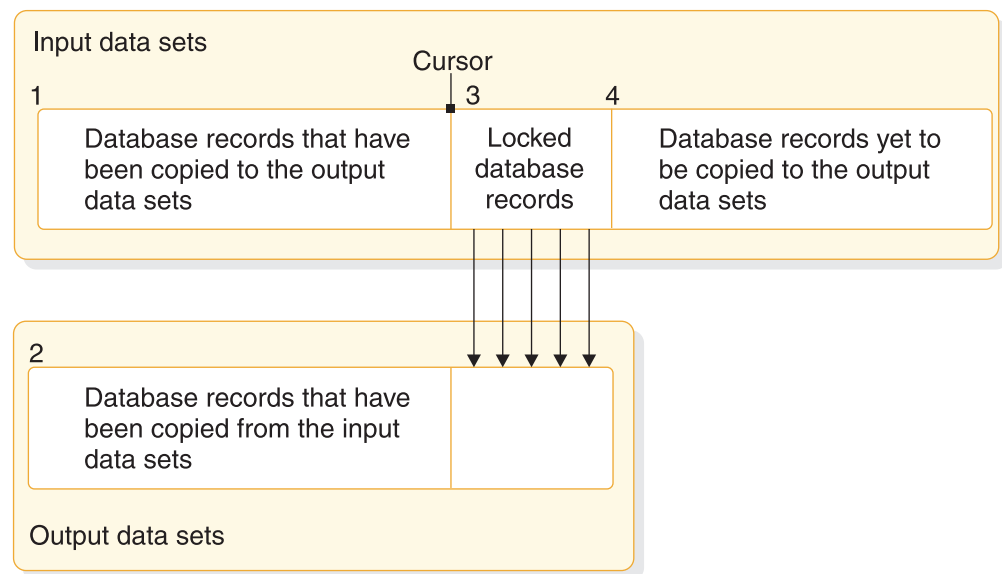 Input data sets
Cursor
1
3
4
Database records that have
been copied to the output
data sets
Locked
database
records
Database records yet to
be copied to the output
data sets
2
Database records that have
been copied from the input
data sets
Output data sets